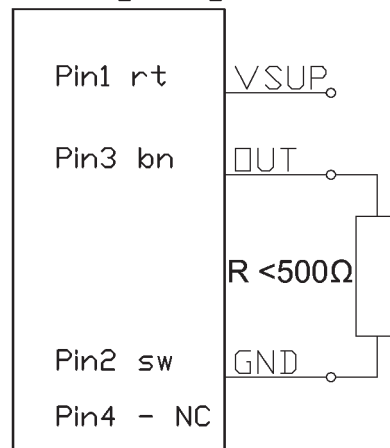 Pin1 rt VSUP
Pin3 bn OUT
R <500Ω
Pin2 sw GND
Pin4 - NC